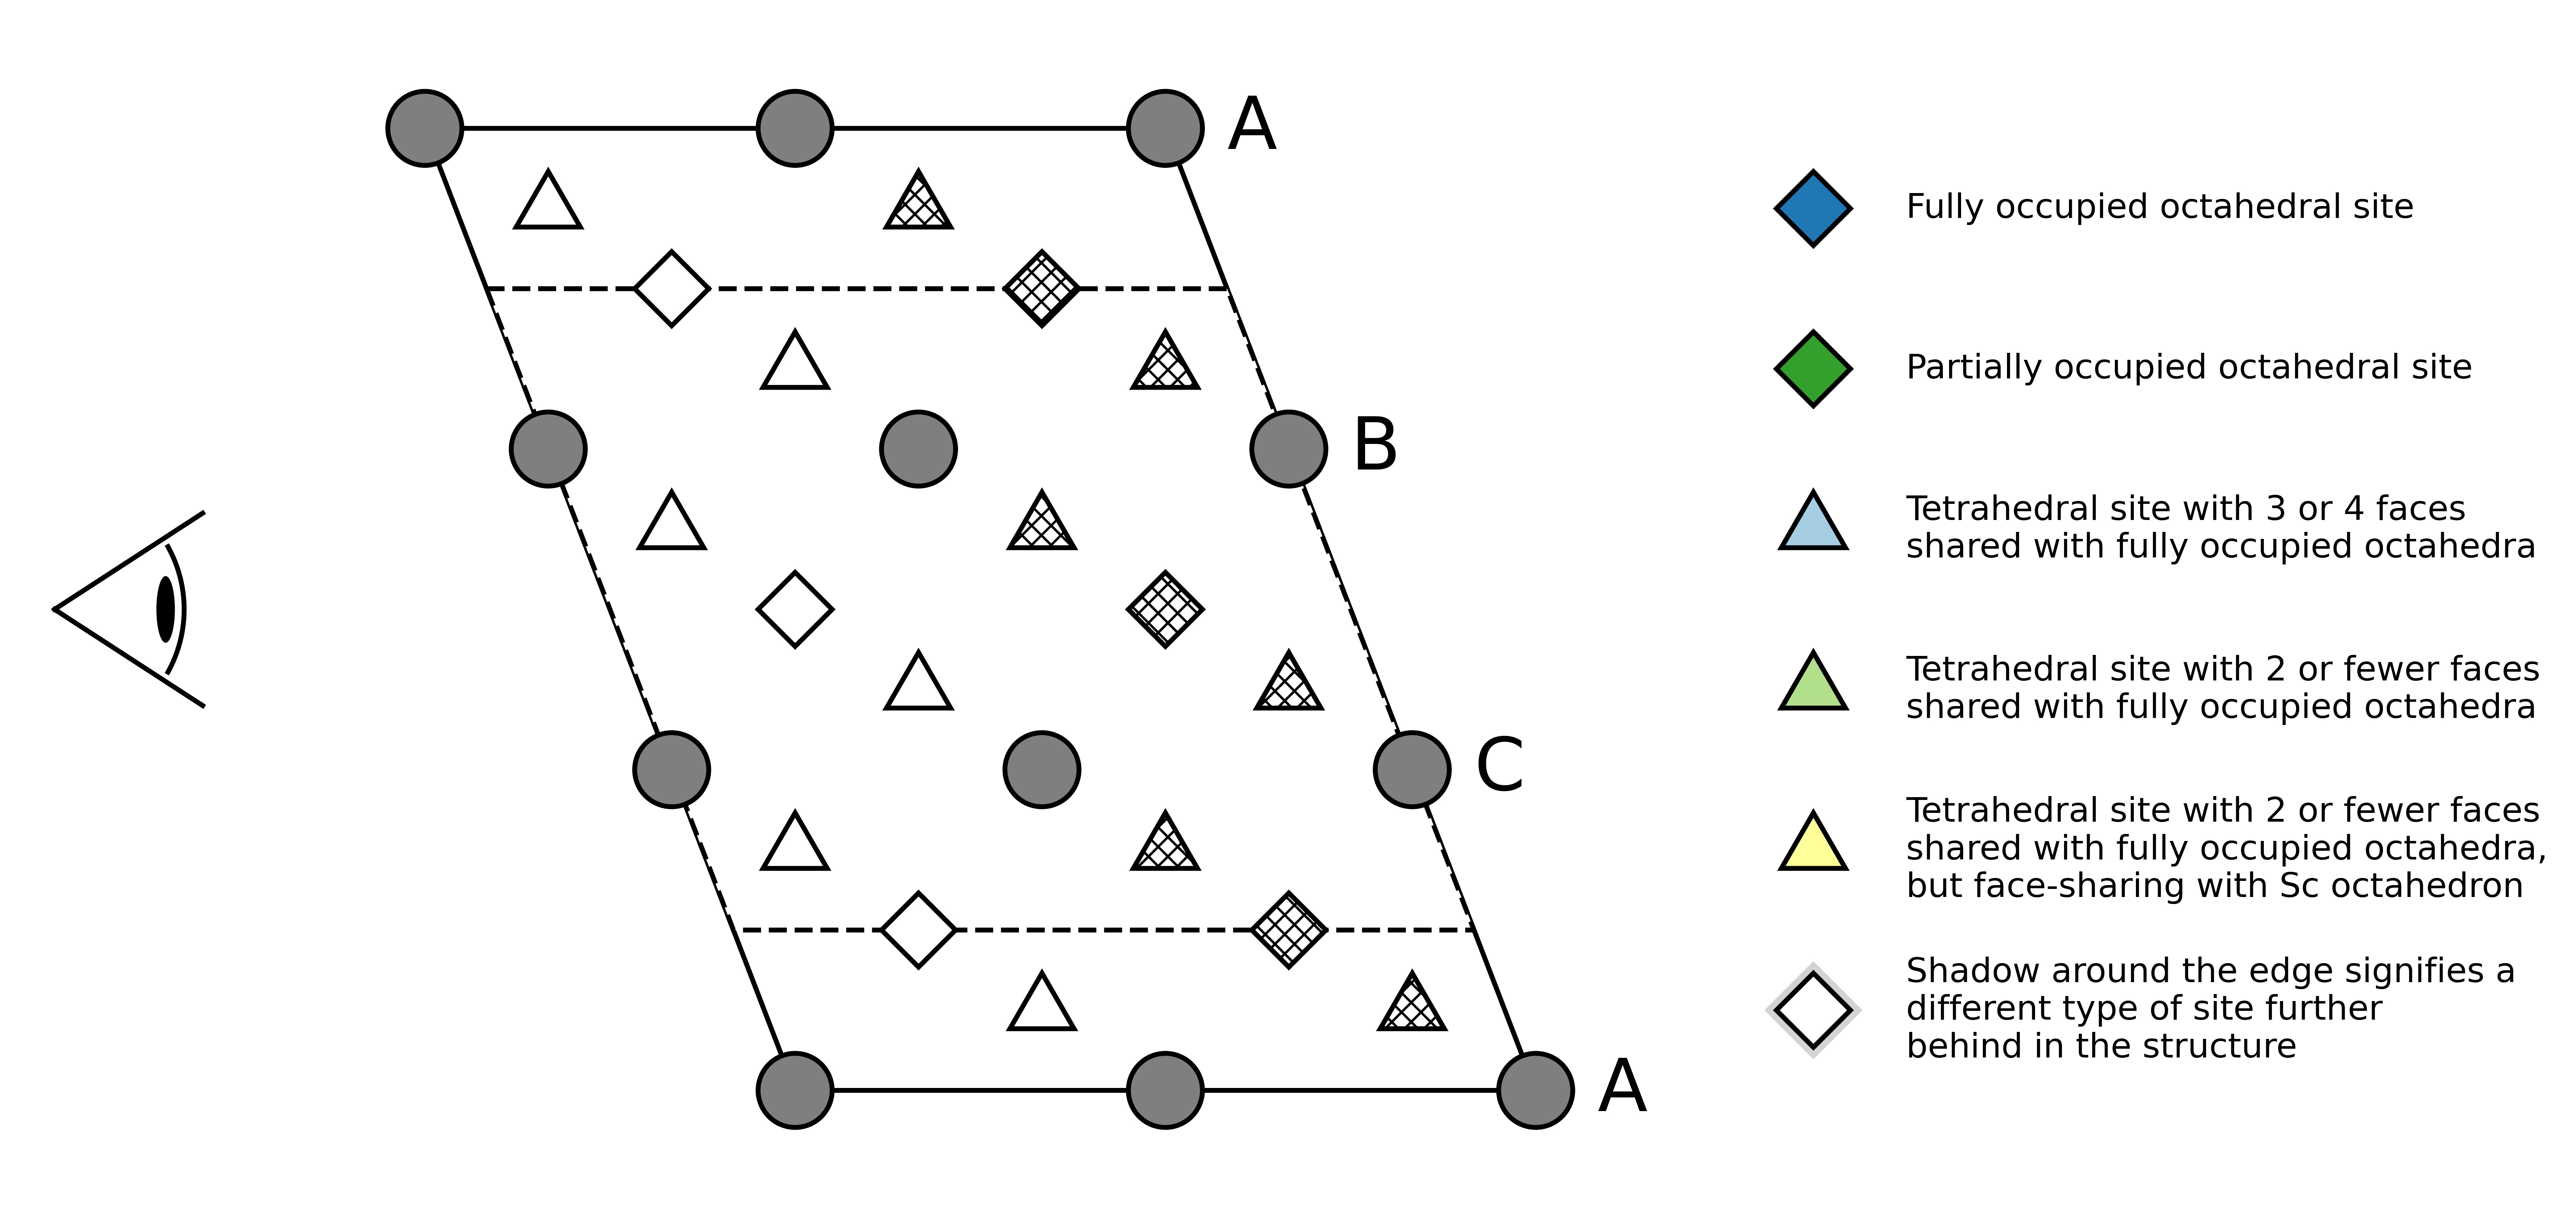 A
B
C
A
Fully occupied octahedral site
Partially occupied octahedral site
Tetrahedral site with 3 or 4 faces
shared with fully occupied octahedra
Tetrahedral site with 2 or fewer faces
shared with fully occupied octahedra
Tetrahedral site with 2 or fewer faces
shared with fully occupied octahedra,
but face-sharing with Sc octahedron
Shadow around the edge signifies a
different type of site further
behind in the structure